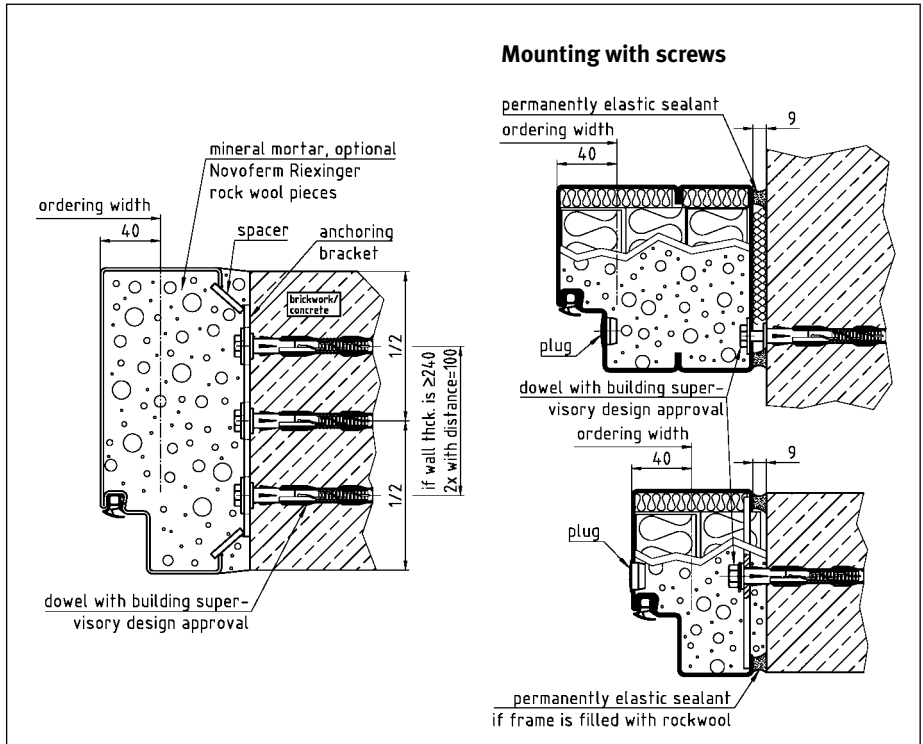 Mounting with screws
permanently elastic sealant
9
ordering width
40
mineral mortar, optional
Novoferm Riexinger
rock wool pieces
ordering width
40
spacer
anchoring
bracket
brickwork/
concrete
1/2
if wall thck. is ≥240
2x with distance=100
1/2
dowel with building super-
visory design approval
plug
dowel with building super-
visory design approval
ordering width
40
9
plug
permanently elastic sealant
if frame is filled with rockwool